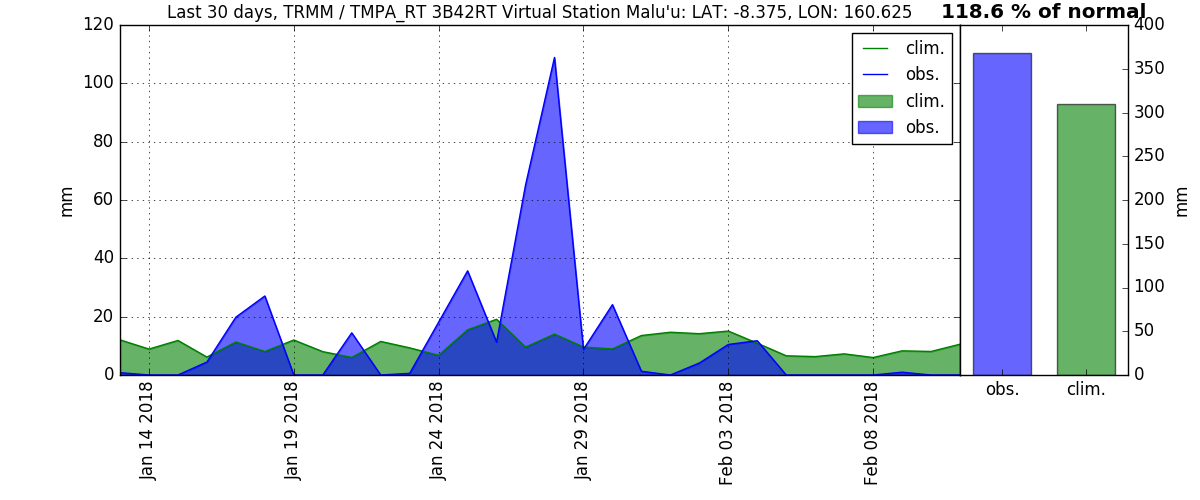 Last 30 days, TRMM / TMPA_RT 3B42RT Virtual Station Malu'u: LAT: -8.375, LON: 160.625
118.6 % of normal
120
100
80
60
40
20
0
mm
clim.
obs.
clim.
obs.
400
350
300
250
200
150
100
50
0
mm
Jan 14 2018
Jan 19 2018
Jan 24 2018
Jan 29 2018
Feb 03 2018
Feb 08 2018
obs.
clim.